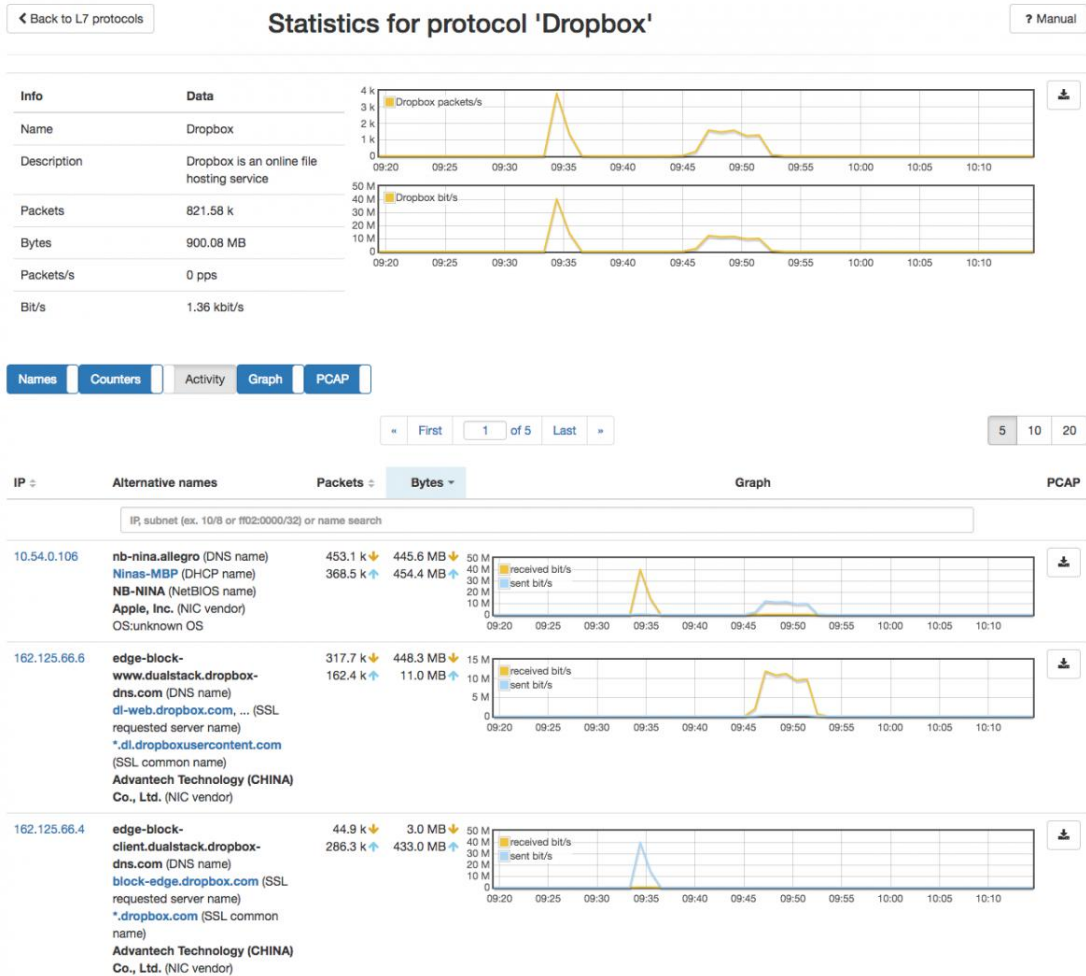 Back to L7 protocols
Statistics for protocol 'Dropbox'
? Manual
Info Data
Name Dropbox
Description Dropbox is an online file
hosting service
Packets 821.58 k
Bytes 900.08 MB
Packets/s 0 pps
Bit/s 1.36 kbit/s
4 k
3 k
2 k
1 k
0
Dropbox packets/s
09:20 09:25 09:30 09:35 09:40 09:45 09:50 09:55 10:00 10:05 10:10
50 M
40 M
30 M
20 M
10 M
0
Dropbox bit/s
09:20 09:25 09:30 09:35 09:40 09:45 09:50 09:55 10:00 10:05 10:10
Names Counters Activity Graph PCAP
« First 1 of 5 Last »
5 10 20
IP Alternative names Packets Bytes Graph PCAP
IP, subnet (ex. 10/8 or ff02:0000/32) or name search
10.54.0.106
nb-nina.allegro (DNS name)
Ninas-MBP (DHCP name)
NB-NINA (NetBIOS name)
Apple, Inc. (NIC vendor)
OS:unknown OS
453.1 k 445.6 MB
368.5 k 454.4 MB
50 M
40 M
30 M
20 M
10 M
0
received bit/s
sent bit/s
09:20 09:25 09:30 09:35 09:40 09:45 09:50 09:55 10:00 10:05 10:10
162.125.66.6
edge-block-
www.dualstack.dropbox-
dns.com (DNS name)
dl-web.dropbox.com, ... (SSL
requested server name)
*.dl.dropboxusercontent.com
(SSL common name)
Advantech Technology (CHINA)
Co., Ltd. (NIC vendor)
317.7 k 448.3 MB
162.4 k 11.0 MB
15 M
10 M
5 M
0
received bit/s
sent bit/s
09:20 09:25 09:30 09:35 09:40 09:45 09:50 09:55 10:00 10:05 10:10
162.125.66.4
edge-block-
client.dualstack.dropbox-
dns.com (DNS name)
block-edge.dropbox.com (SSL
requested server name)
*.dropbox.com (SSL common
name)
Advantech Technology (CHINA)
Co., Ltd. (NIC vendor)
44.9 k 3.0 MB
286.3 k 433.0 MB
50 M
40 M
30 M
20 M
10 M
0
received bit/s
sent bit/s
09:20 09:25 09:30 09:35 09:40 09:45 09:50 09:55 10:00 10:05 10:10